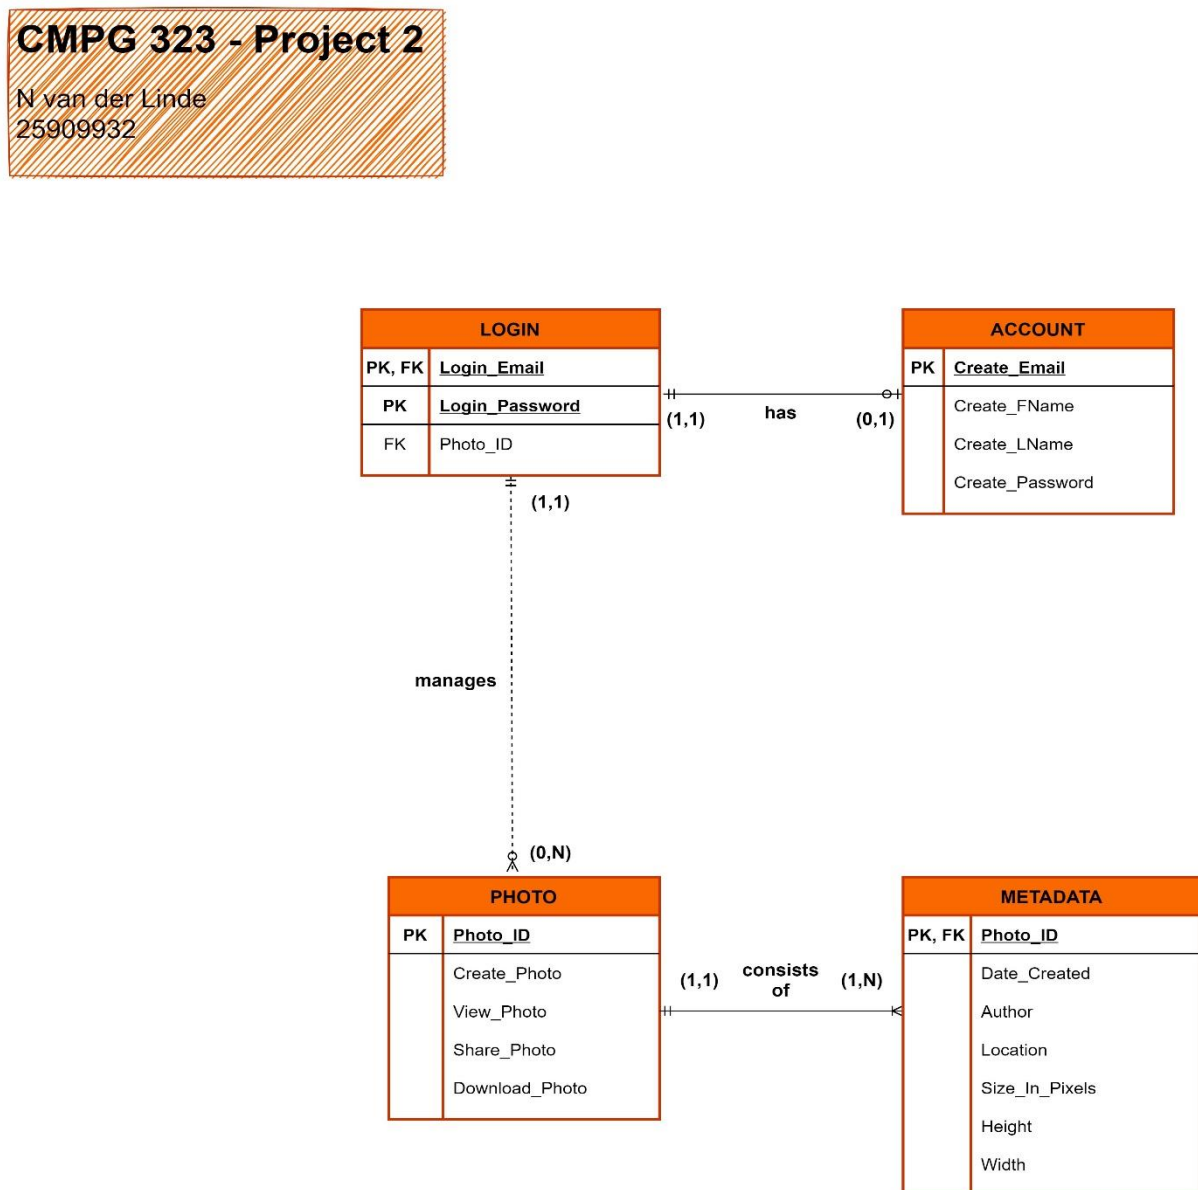 CMPG 323 - Project 2
N van der Linde
25909932
LOGIN
PK, FK Login_Email
PK Login_Password
FK Photo_ID
ACCOUNT
PK Create_Email
Create_FName
Create_LName
Create_Password
(1,1) has (0,1)
(1,1)
manages
(0,N)
PHOTO
PK Photo_ID
Create_Photo
View_Photo
Share_Photo
Download_Photo
(1,1) consists of (1,N)
METADATA
PK, FK Photo_ID
Date_Created
Author
Location
Size_In_Pixels
Height
Width